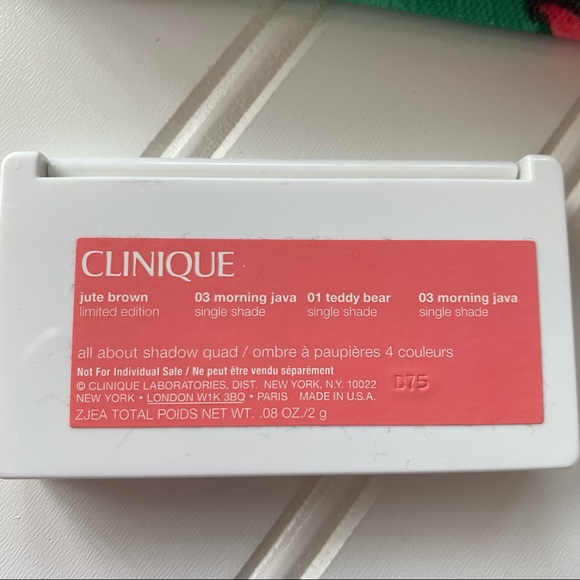 CLINIQUE
jute brown 03 morning java 01 teddy bear 03 morning java
limited edition single shade single shade single shade
all about shadow quad / ombre à paupières 4 couleurs
Not For Individual Sale / Ne peut être vendu séparément
© CLINIQUE LABORATORIES, DIST. NEW YORK, N.Y. 10022 D75
NEW YORK • LONDON W1K 3BQ • PARIS MADE IN U.S.A.
ZJEA TOTAL POIDS NET WT. .08 OZ./2 g